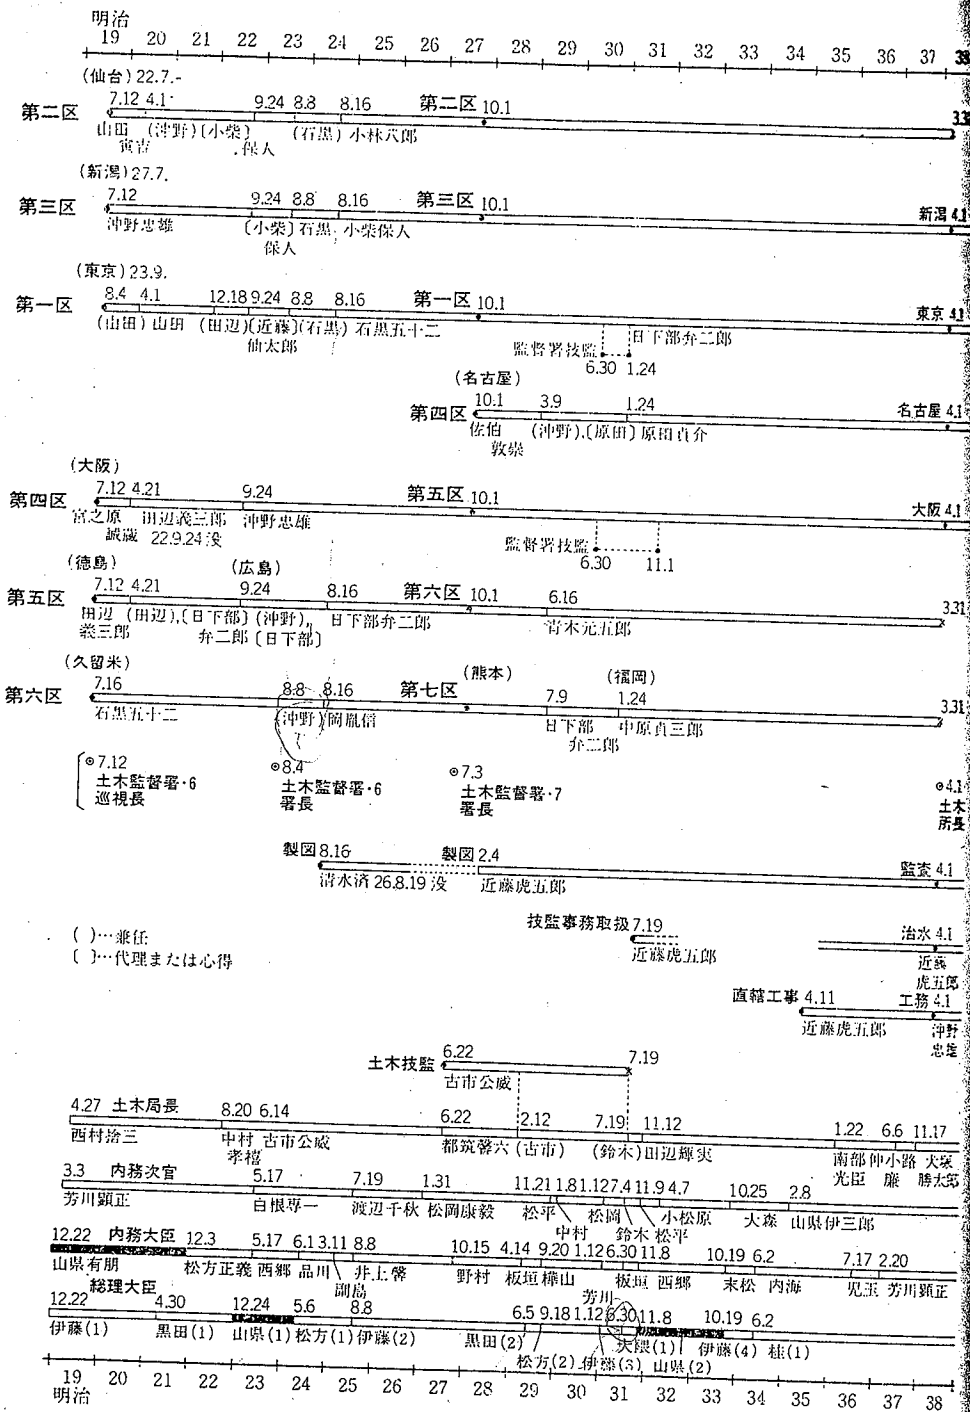 明治
19 20 21 22 23 24 25 26 27 28 29 30 31 32 33 34 35 36 37 38
(仙台) 22.7.-
第二区 7.12 4.1 9.24 8.8 8.16 第二区 10.1
山田 (沖野) 〔小柴〕 (石黒) 小林八郎
寅吉 保人
(新潟) 27.7.
第三区 7.12 9.24 8.8 8.16 第三区 10.1 新潟 4.1
沖野忠雄 〔小柴〕 石黒 小柴保人
保人
(東京) 23.9.
第一区 8.4 4.1 12.18 9.24 8.8 8.16 第一区 10.1 東京 4.1
(山田) 山田 (田辺) 〔近藤〕 (石黒) 石黒五十二 日下部弁二郎
仙太郎 監督署技監
6.30 1.24
(名古屋)
第四区 10.1 3.9 1.24 名古屋 4.1
佐伯 (沖野), 〔原田〕 原田貞介
敦崇
(大阪)
第四区 7.12 4.21 9.24 第五区 10.1 大阪 4.1
宮之原 田辺義三郎 沖野忠雄 監督署技監
誠蔵 22.9.24 没 6.30 11.1
(徳島) (広島)
第五区 7.12 4.21 9.24 8.16 第六区 10.1 6.16 3.31
田辺 (田辺), 〔日下部〕 (沖野), 日下部弁二郎 青木元五郎
義三郎 弁二郎 〔日下部〕
(久留米) (熊本) (福岡)
第六区 7.16 8.8 8.16 第七区 7.9 1.24 3.31
石黒五十二 (沖野) 岡胤信 日下部 中原貞三郎
弁二郎
◎7.12 ◎8.4 ◎7.3 ◎4.1
土木監督署・6 土木監督署・6 土木監督署・7 土木
巡視長 署長 署長 所長
製図 8.16 製図 2.4 監査 4.1
清水済 26.8.19 没 近藤虎五郎
技監事務取扱 7.19 治水 4.1
( )…兼任 近藤虎五郎 近藤
〔 〕…代理または心得 虎五郎
直轄工事 4.11 工務 4.1
近藤虎五郎 沖野
忠雄
土木技監 6.22 7.19
古市公威
4.27 土木局長 8.20 6.14 6.22 2.12 7.19 11.12 1.22 6.6 11.17
西村捨三 中村 古市公威 都筑馨六 (古市) (鈴木) 田辺輝実 南部 仲小路 犬塚
孝禧 光臣 廉 勝太郎
3.3 内務次官 5.17 7.19 1.31 11.21 1.8 1.12 7.4 11.9 4.7 10.25 2.8
芳川顕正 白根専一 渡辺千秋 松岡康毅 松平 松岡 小松原 大森 山県伊三郎
中村 鈴木 松平
12.22 内務大臣 12.3 5.17 6.1 3.11 8.8 10.15 4.14 9.20 1.12 6.30 11.8 10.19 6.2 7.17 2.20
山県有朋 松方正義 西郷 品川 井上馨 野村 板垣 樺山 板垣 西郷 末松 内海 児玉 芳川顕正
副島 芳川
総理大臣
12.22 4.30 12.24 5.6 8.8 6.5 9.18 1.12 6.30 11.8 10.19 6.2
伊藤(1) 黒田(1) 山県(1) 松方(1) 伊藤(2) 黒田(2) 大隈(1) 伊藤(4) 桂(1)
松方(2) 伊藤(3) 山県(2)
19 20 21 22 23 24 25 26 27 28 29 30 31 32 33 34 35 36 37 38
明治